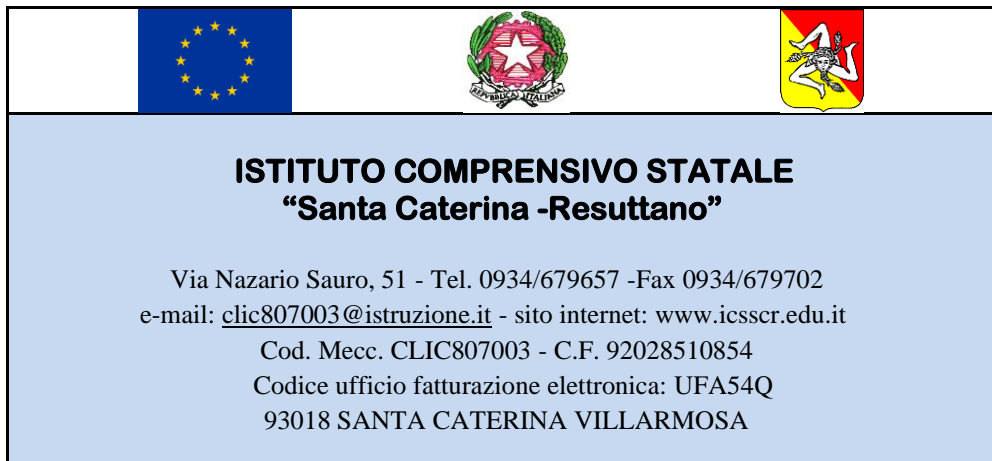 REPVBBLICA ITALIANA
ISTITUTO COMPRENSIVO STATALE
“Santa Caterina -Resuttano”
Via Nazario Sauro, 51 - Tel. 0934/679657 -Fax 0934/679702
e-mail: clic807003@istruzione.it - sito internet: www.icsscr.edu.it
Cod. Mecc. CLIC807003 - C.F. 92028510854
Codice ufficio fatturazione elettronica: UFA54Q
93018 SANTA CATERINA VILLARMOSA